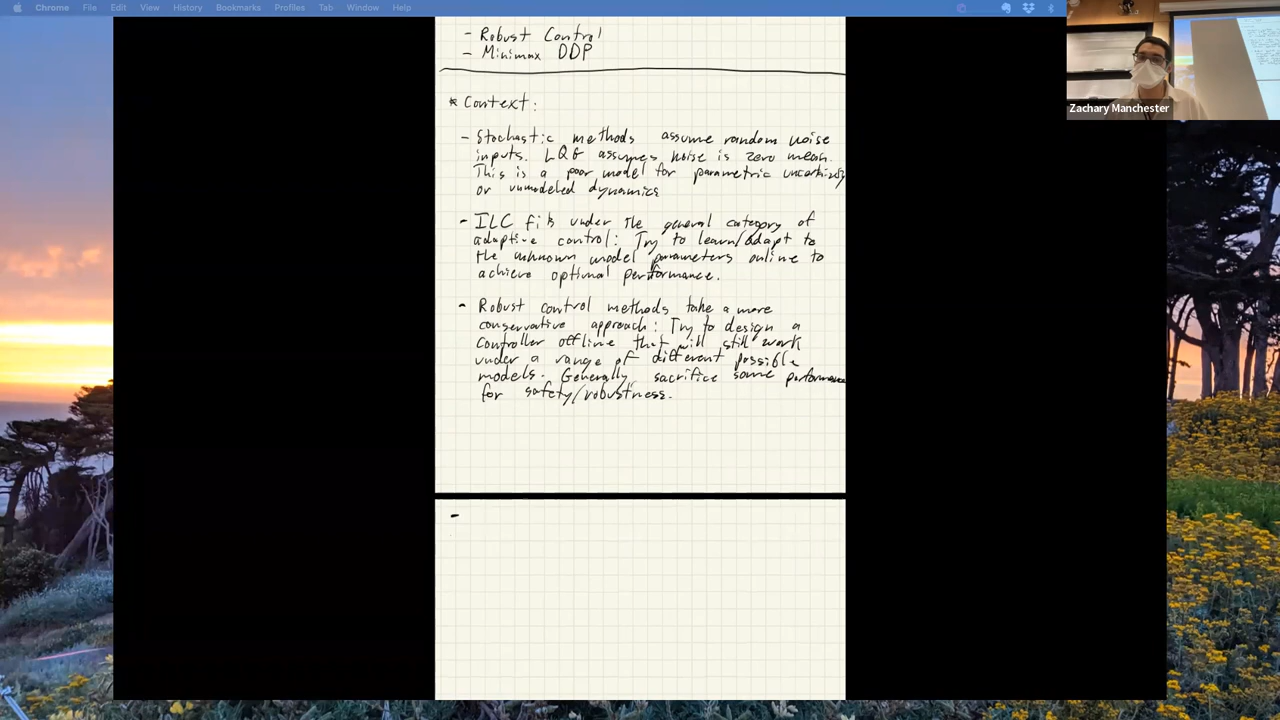 Chrome File Edit View History Bookmarks Profiles Tab Window Help
- Robust Control
- Minimax DDP
* Context:
- Stochastic methods assume random noise
inputs. LQG assumes noise is zero mean.
This is a poor model for parametric uncertainty
or unmodeled dynamics
- ILC fits under the general category of
adaptive control: Try to learn/adapt to
the unknown model parameters online to
achieve optimal performance.
- Robust control methods take a more
conservative approach: Try to design a
controller offline that will still work
under a range of different possible
models. Generally sacrifice some performance
for safety/robustness.
-
Zachary Manchester